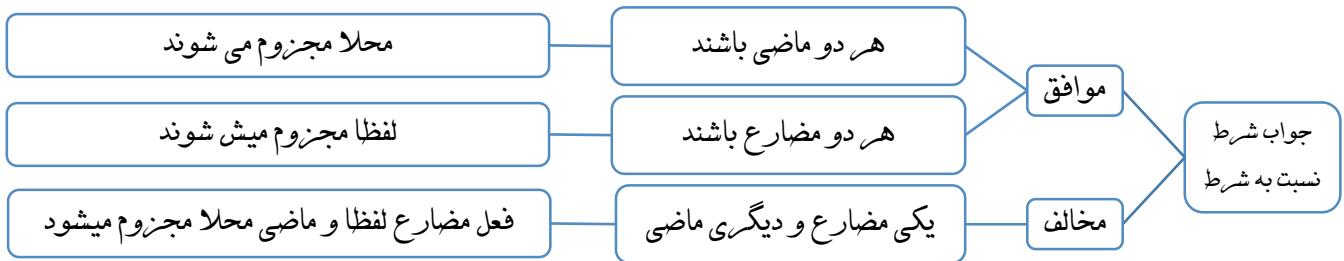 جواب شرط
نسبت به شرط
موافق
هر دو ماضی باشند
محلا مجزوم می شوند
هر دو مضارع باشند
لفظا مجزوم میش شوند
مخالف
یکی مضارع و دیگری ماضی
فعل مضارع لفظا و ماضی محلا مجزوم میشود